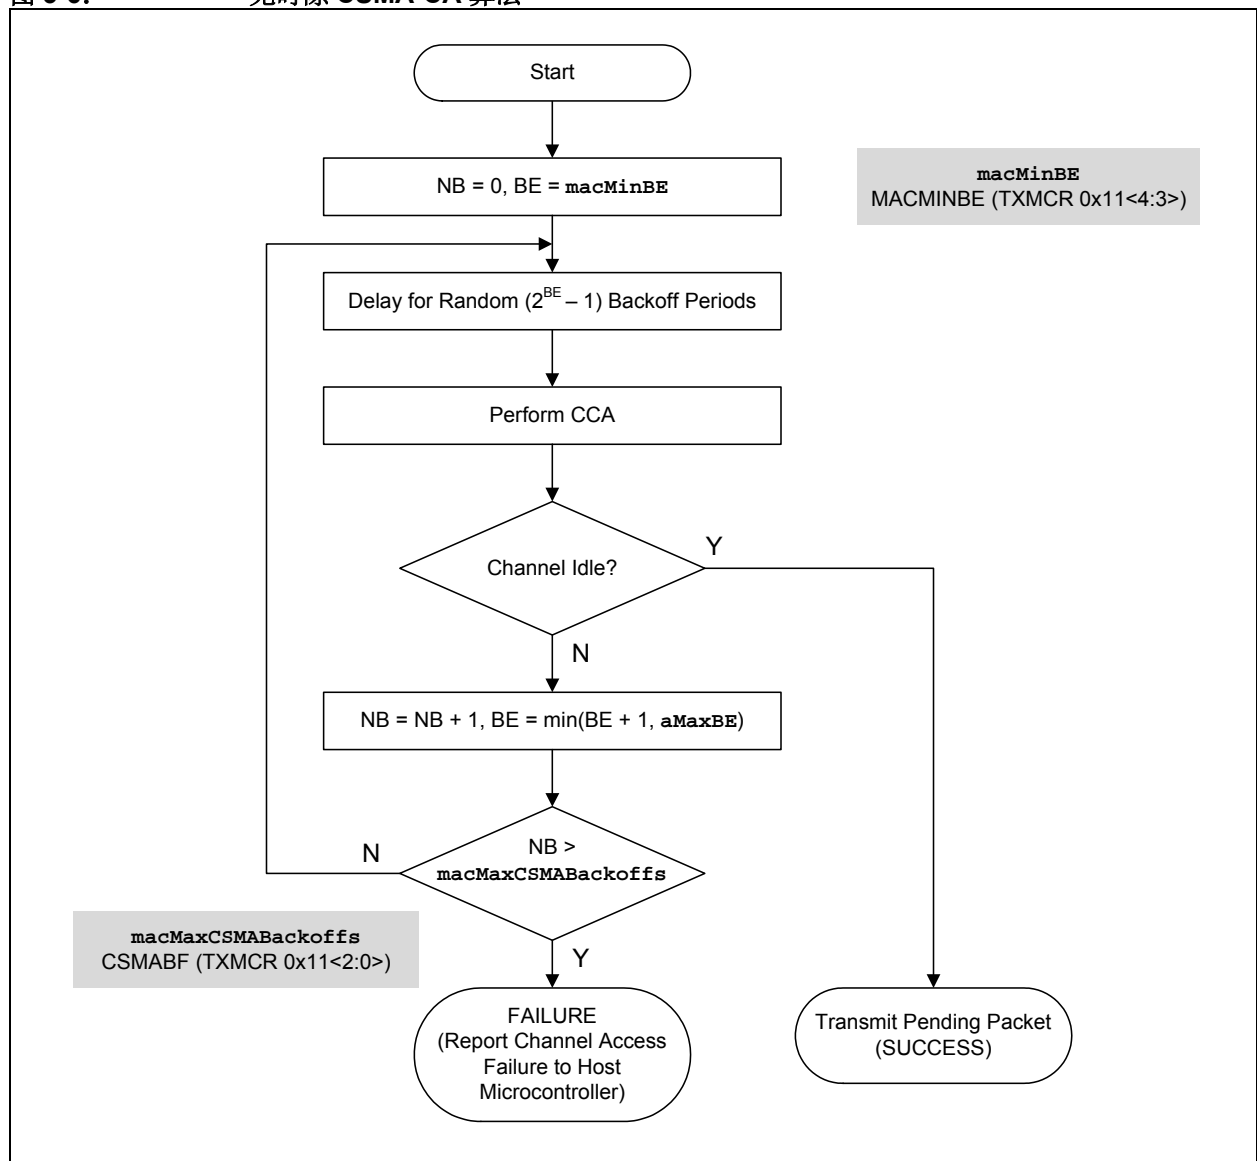 CSMA-CA
Start
NB = 0, BE = macMinBE
macMinBE
MACMINBE (TXMCR 0x11<4:3>)
Delay for Random (2^BE – 1) Backoff Periods
Perform CCA
Channel Idle?
Y
N
NB = NB + 1, BE = min(BE + 1, aMaxBE)
NB >
macMaxCSMABackoffs
N
macMaxCSMABackoffs
CSMABF (TXMCR 0x11<2:0>)
Y
FAILURE
(Report Channel Access
Failure to Host
Microcontroller)
Transmit Pending Packet
(SUCCESS)